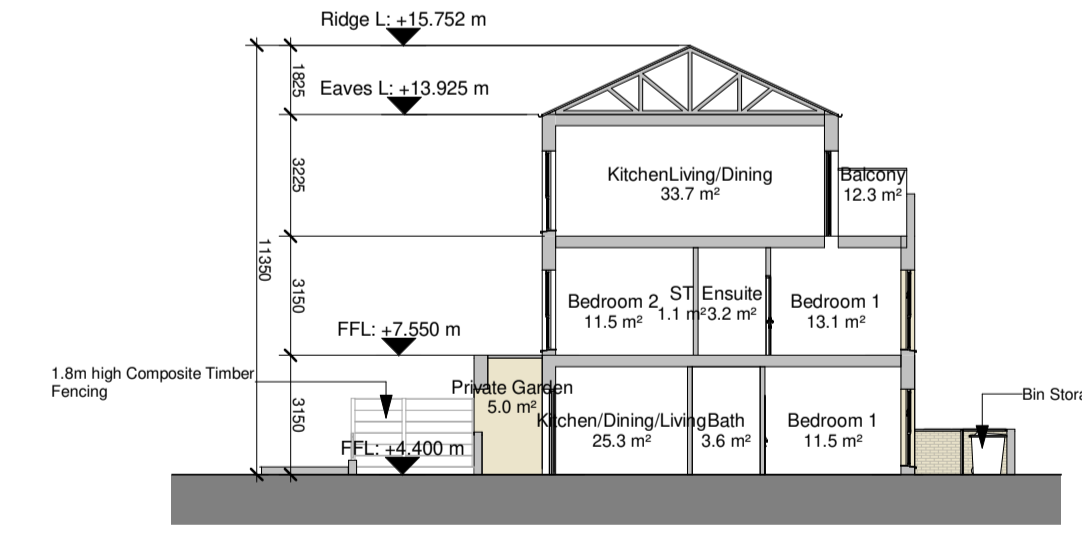 Ridge L: +15.752 m
1825
Eaves L: +13.925 m
3225
KitchenLiving/Dining
33.7 m²
Balcony
12.3 m²
11350
3150
Bedroom 2
11.5 m²
ST
1.1 m²
Ensuite
3.2 m²
Bedroom 1
13.1 m²
FFL: +7.550 m
1.8m high Composite Timber
Fencing
3150
Private Garden
5.0 m²
Kitchen/Dining/Living
25.3 m²
Bath
3.6 m²
Bedroom 1
11.5 m²
Bin Stora
FFL: +4.400 m